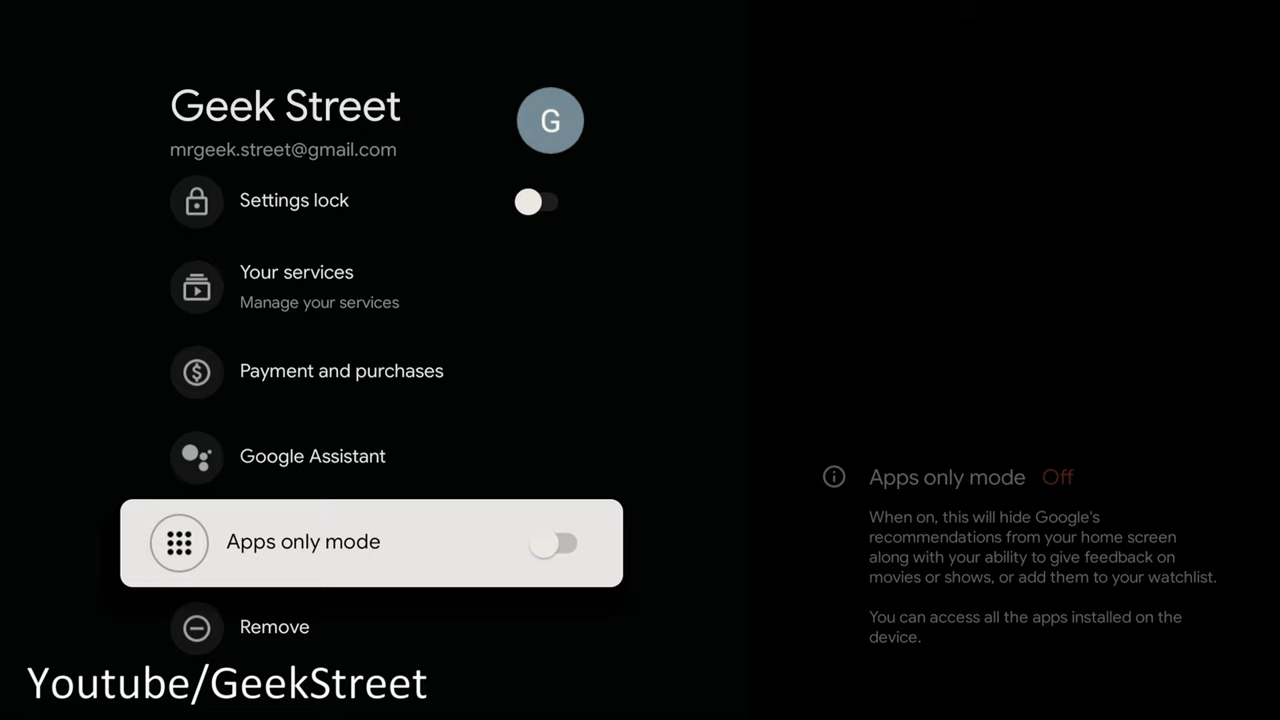 Geek Street
G
mrgeek.street@gmail.com
Settings lock
Your services
Manage your services
Payment and purchases
Google Assistant
Apps only mode
Remove
Apps only mode Off
When on, this will hide Google's
recommendations from your home screen
along with your ability to give feedback on
movies or shows, or add them to your watchlist.
You can access all the apps installed on the
device.
Youtube/GeekStreet